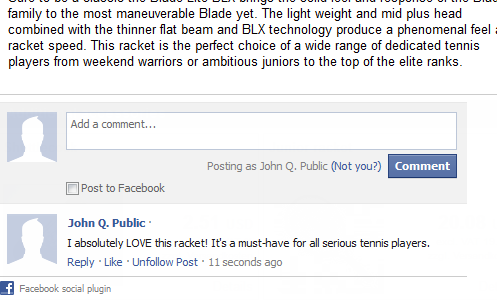 Sure to be a classic the Blade Lite BLX brings the solid feel and response of the Blade
family to the most maneuverable Blade yet. The light weight and mid plus head
combined with the thinner flat beam and BLX technology produce a phenomenal feel a
racket speed. This racket is the perfect choice of a wide range of dedicated tennis
players from weekend warriors or ambitious juniors to the top of the elite ranks.
Add a comment...
Posting as John Q. Public (Not you?) Comment
Post to Facebook
John Q. Public ·
I absolutely LOVE this racket! It's a must-have for all serious tennis players.
Reply · Like · Unfollow Post · 11 seconds ago
Facebook social plugin